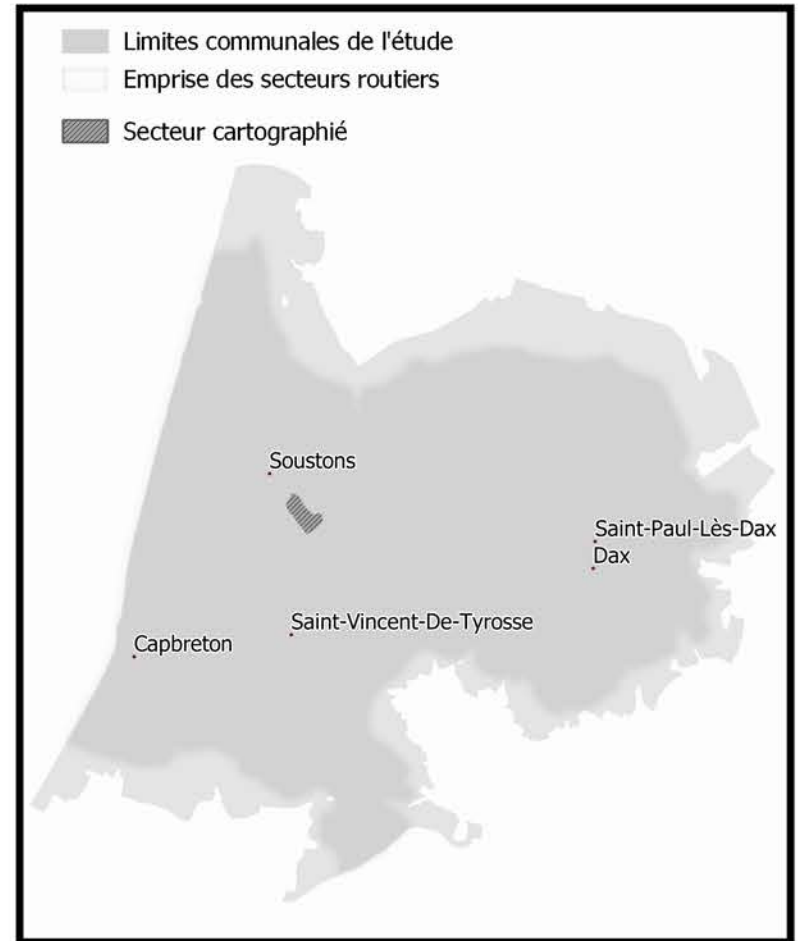 Limites communales de l'étude
Emprise des secteurs routiers
Secteur cartographié
Soustons
Saint-Paul-Lès-Dax
Dax
Saint-Vincent-De-Tyrosse
Capbreton